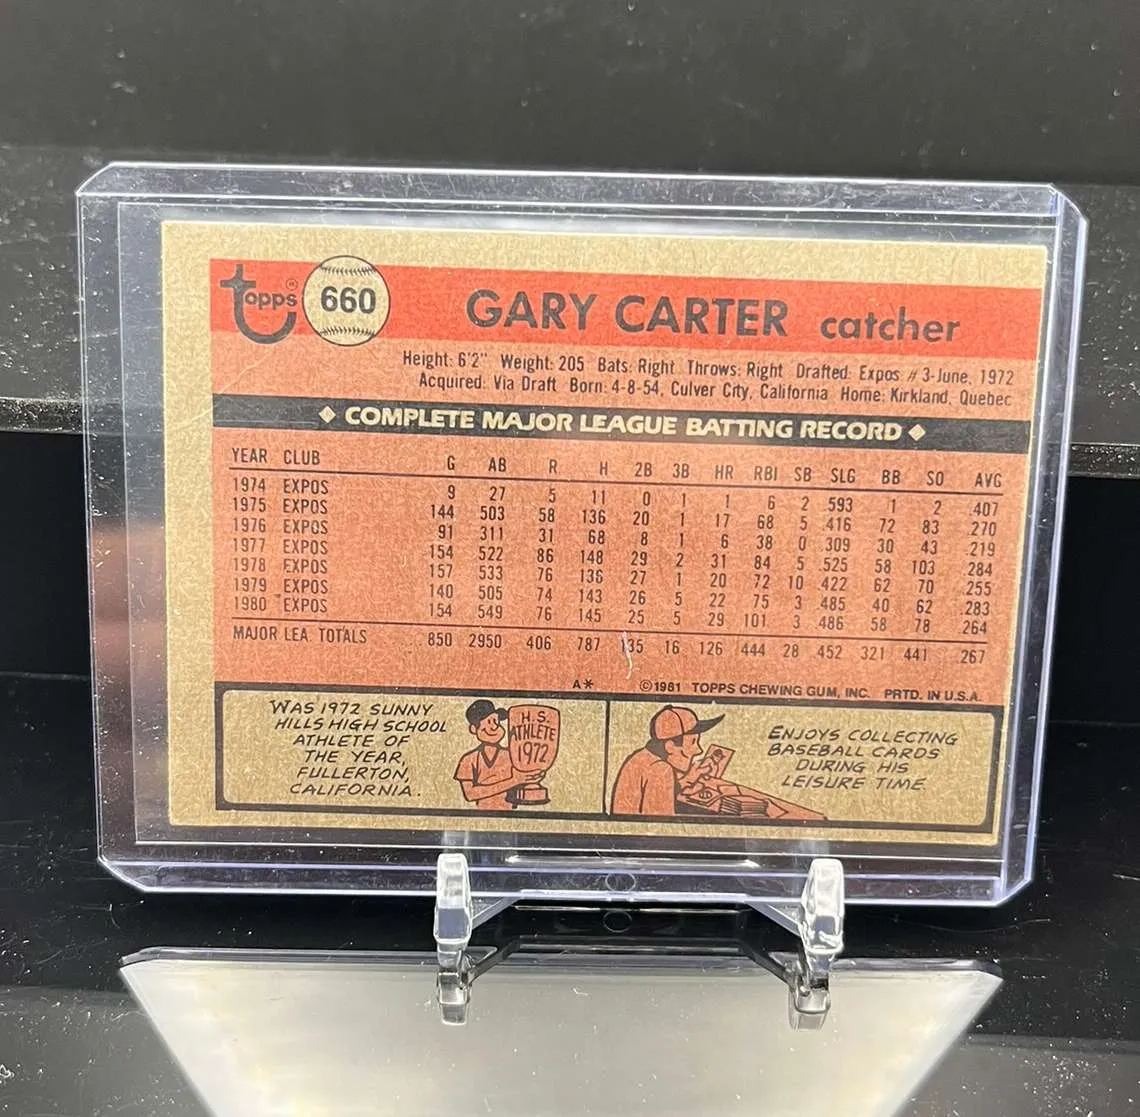 topps ® 660 GARY CARTER catcher
Height: 6'2" Weight: 205 Bats: Right Throws: Right Drafted: Expos # 3-June, 1972
Acquired: Via Draft Born: 4-8-54, Culver City, California Home: Kirkland, Quebec
COMPLETE MAJOR LEAGUE BATTING RECORD
YEAR CLUB G AB R H 2B 3B HR RBI SB SLG BB SO AVG
1974 EXPOS 9 27 5 11 0 1 1 6 2 .593 1 2 .407
1975 EXPOS 144 503 58 136 20 1 17 68 5 .416 72 83 .270
1976 EXPOS 91 311 31 68 8 1 6 38 0 .309 30 43 .219
1977 EXPOS 154 522 86 148 29 2 31 84 5 .525 58 103 .284
1978 EXPOS 157 533 76 136 27 1 20 72 10 .422 62 70 .255
1979 EXPOS 140 505 74 143 26 5 22 75 3 .485 40 62 .283
1980 EXPOS 154 549 76 145 25 5 29 101 3 .486 58 78 .264
MAJOR LEA. TOTALS 850 2950 406 787 135 16 126 444 28 .452 321 441 .267
A* ©1981 TOPPS CHEWING GUM, INC. PRTD. IN U.S.A.
WAS 1972 SUNNY
HILLS HIGH SCHOOL
ATHLETE OF
THE YEAR,
FULLERTON,
CALIFORNIA.
H.S.
ATHLETE
1972
ENJOYS COLLECTING
BASEBALL CARDS
DURING HIS
LEISURE TIME.